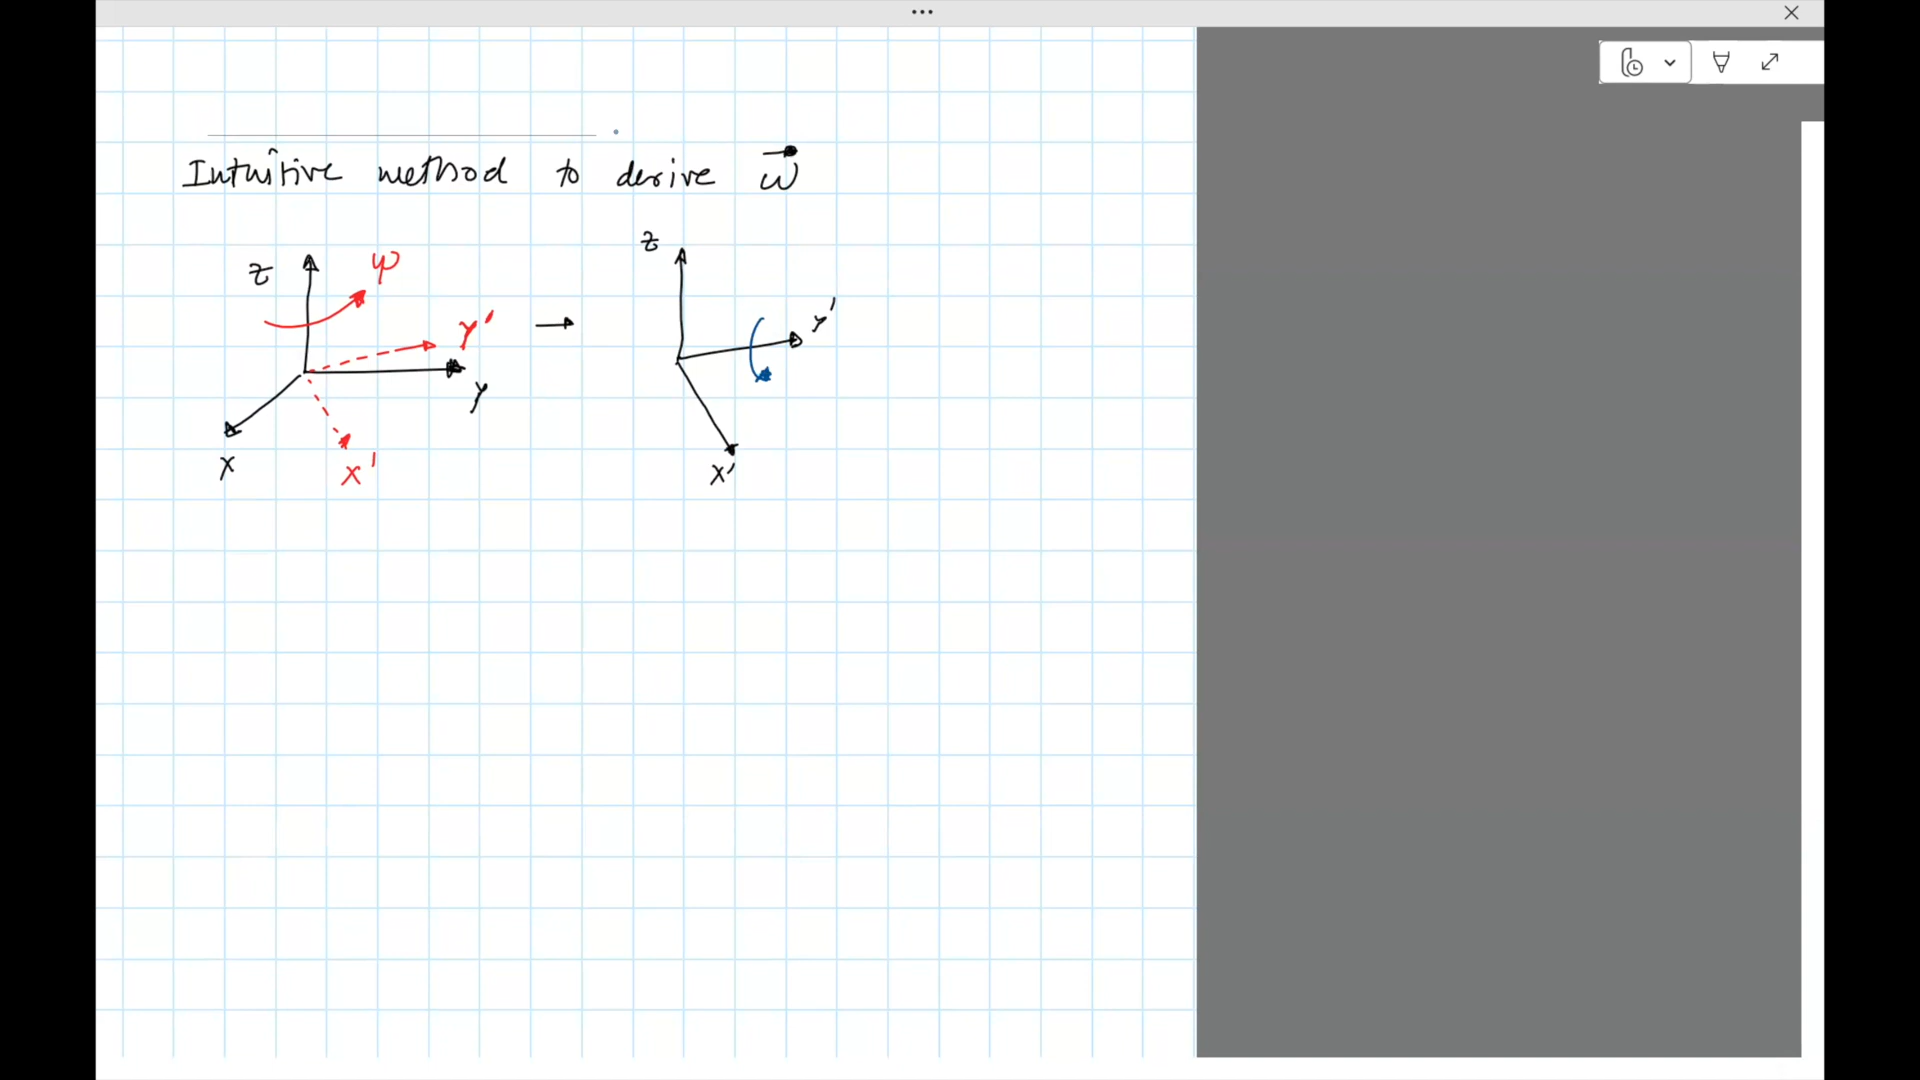 Intuitive method to derive ω⃗
z ψ y' → z y'
x y x' x'